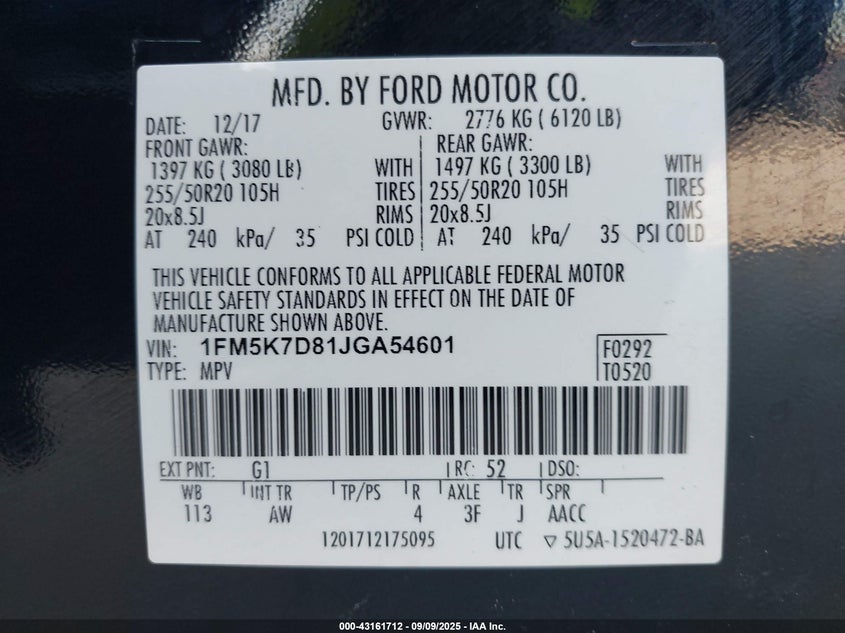 MFD. BY FORD MOTOR CO.
DATE: 12/17 GVWR: 2776 KG ( 6120 LB)
FRONT GAWR: REAR GAWR:
1397 KG ( 3080 LB) WITH 1497 KG ( 3300 LB) WITH
255/50R20 105H TIRES 255/50R20 105H TIRES
20x8.5J RIMS 20x8.5J RIMS
AT 240 kPa/ 35 PSI COLD AT 240 kPa/ 35 PSI COLD
THIS VEHICLE CONFORMS TO ALL APPLICABLE FEDERAL MOTOR
VEHICLE SAFETY STANDARDS IN EFFECT ON THE DATE OF
MANUFACTURE SHOWN ABOVE.
VIN: 1FM5K7D81JGA54601 F0292
TYPE: MPV T0520
EXT PNT: G1 RC: 52 DSO:
WB INT TR TP/PS R AXLE TR SPR
113 AW 4 3F J AACC
1201712175095 UTC ▽ 5U5A-1520472-BA
000-43161712 - 09/09/2025 - IAA Inc.